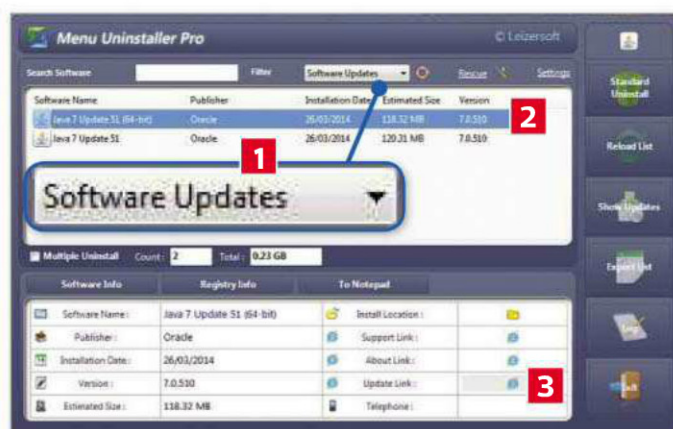 Menu Uninstaller Pro
© Leizersoft
Search Software Filter Software Updates Rescue Settings
Software Name Publisher Installation Date Estimated Size Version
Java 7 Update 51 (64-bit) Oracle 26/03/2014 118.32 MB 7.0.510
Java 7 Update 51 Oracle 26/03/2014 120.31 MB 7.0.510
1
2
Software Updates
Multiple Uninstall Count: 2 Total: 0.23 GB
Software Info Registry Info To Notepad
Software Name: Java 7 Update 51 (64-bit) Install Location:
Publisher: Oracle Support Link:
Installation Date: 26/03/2014 About Link:
Version: 7.0.510 Update Link:
3
Estimated Size: 118.32 MB Telephone:
Standard
Uninstall
Reload List
Show Updates
Export List